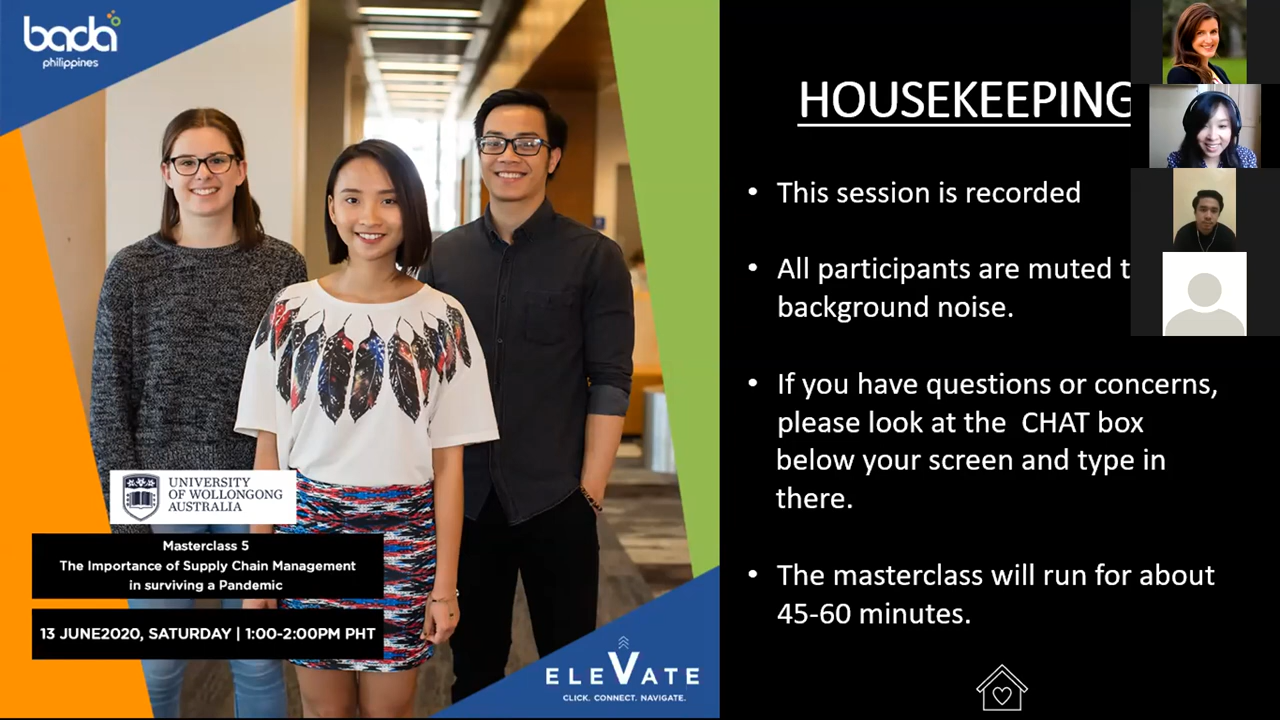 bada
philippines
UNIVERSITY
OF WOLLONGONG
AUSTRALIA
Masterclass 5
The Importance of Supply Chain Management
in surviving a Pandemic
13 JUNE2020, SATURDAY | 1:00-2:00PM PHT
ELEVATE
CLICK. CONNECT. NAVIGATE.
HOUSEKEEPING
• This session is recorded
• All participants are muted
background noise.
• If you have questions or concerns,
please look at the CHAT box
below your screen and type in
there.
• The masterclass will run for about
45-60 minutes.